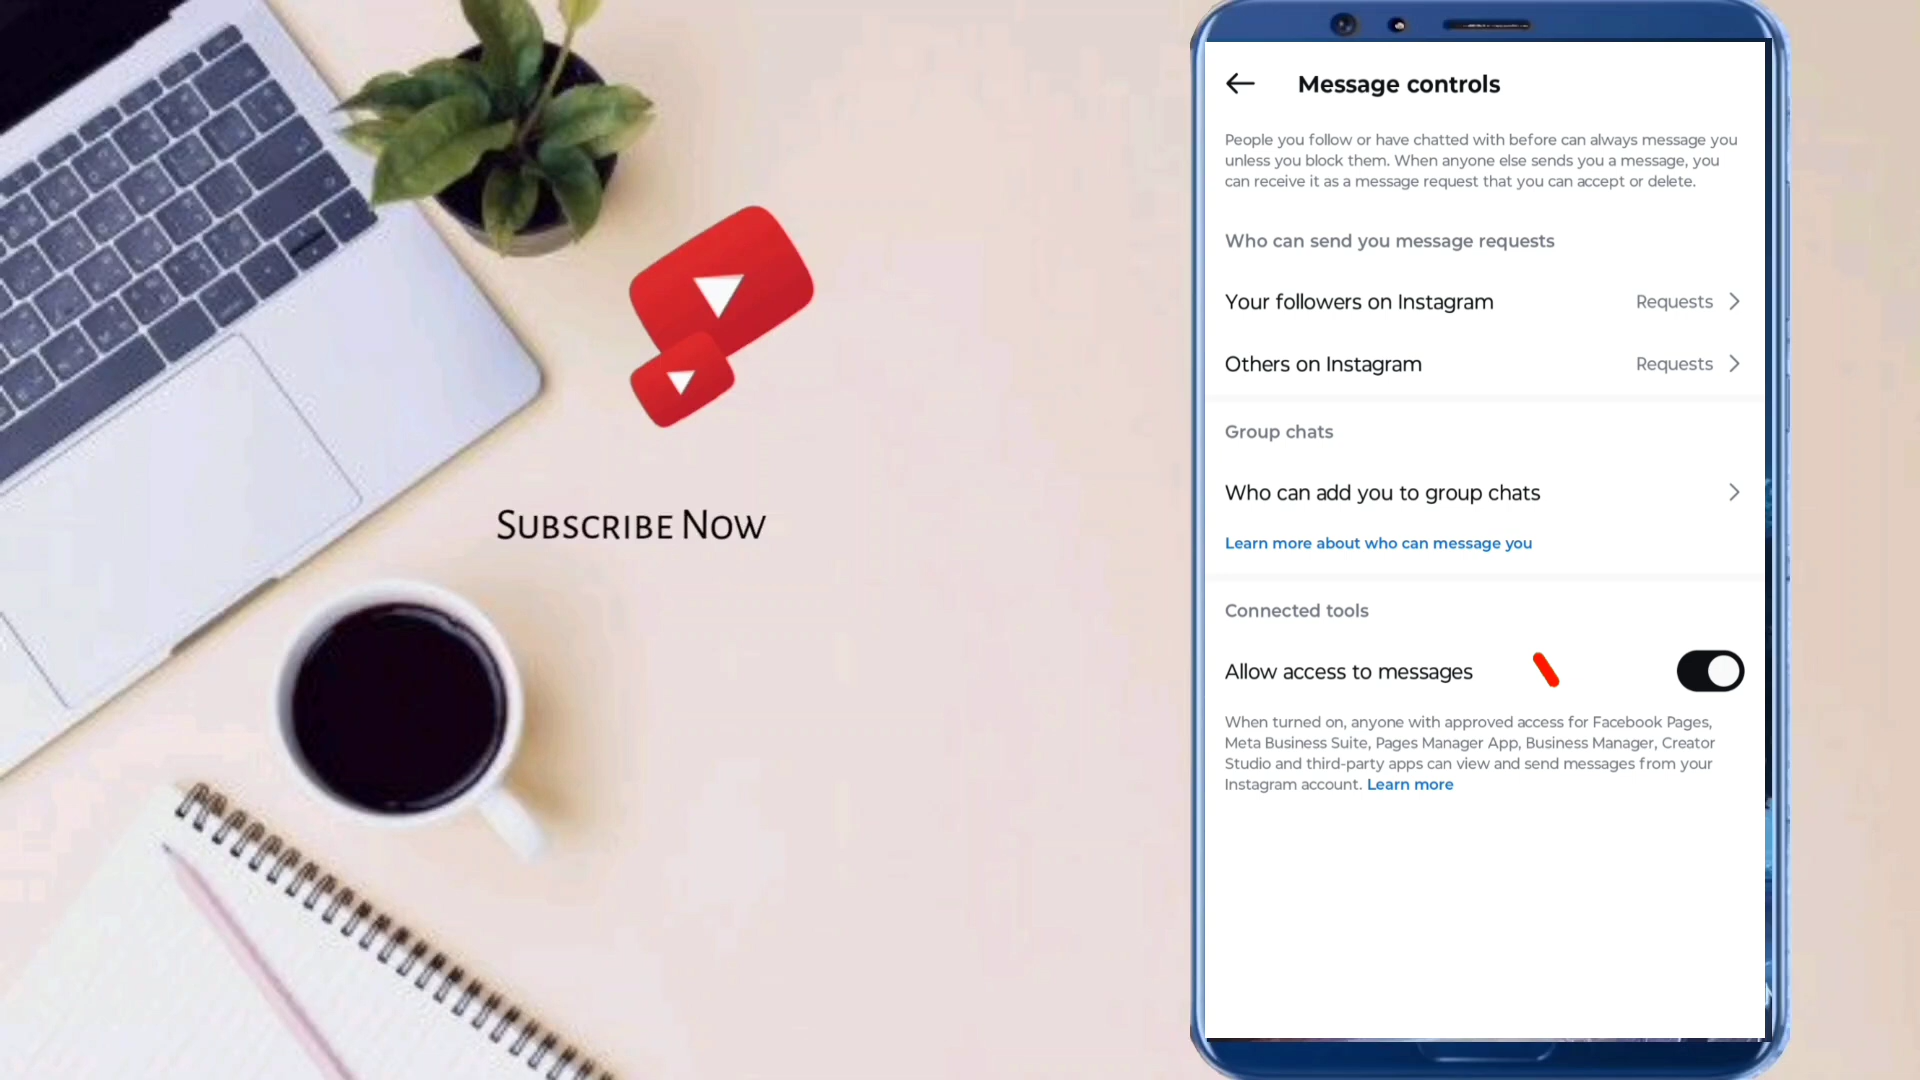 Subscribe Now
Message controls
People you follow or have chatted with before can always message you
unless you block them. When anyone else sends you a message, you
can receive it as a message request that you can accept or delete.
Who can send you message requests
Your followers on Instagram Requests
Others on Instagram Requests
Group chats
Who can add you to group chats
Learn more about who can message you
Connected tools
Allow access to messages
When turned on, anyone with approved access for Facebook Pages,
Meta Business Suite, Pages Manager App, Business Manager, Creator
Studio and third-party apps can view and send messages from your
Instagram account. Learn more